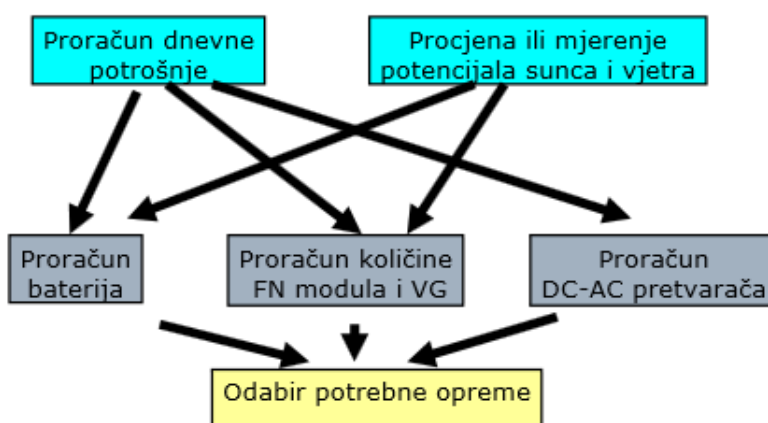 Proračun dnevne
potrošnje
Procjena ili mjerenje
potencijala sunca i vjetra
Proračun
baterija
Proračun količine
FN modula i VG
Proračun
DC-AC pretvarača
Odabir potrebne opreme